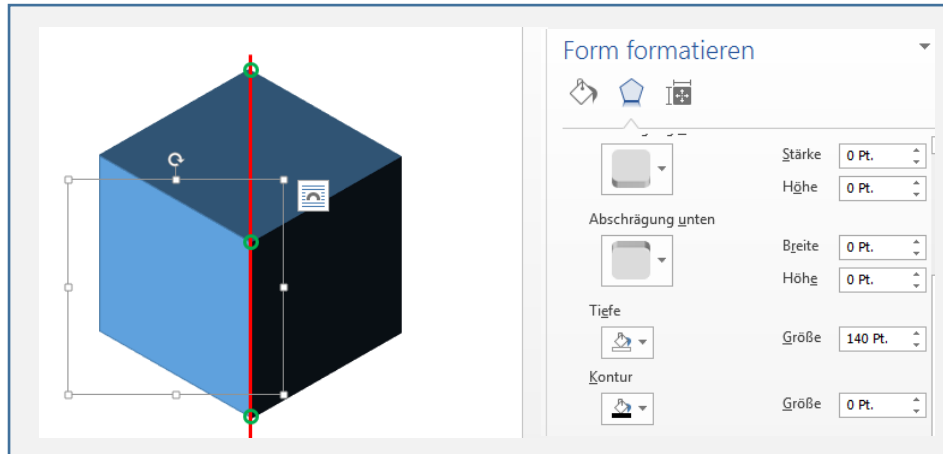 Form formatieren
Stärke 0 Pt.
Höhe 0 Pt.
Abschrägung unten
Breite 0 Pt.
Höhe 0 Pt.
Tiefe
Größe 140 Pt.
Kontur
Größe 0 Pt.